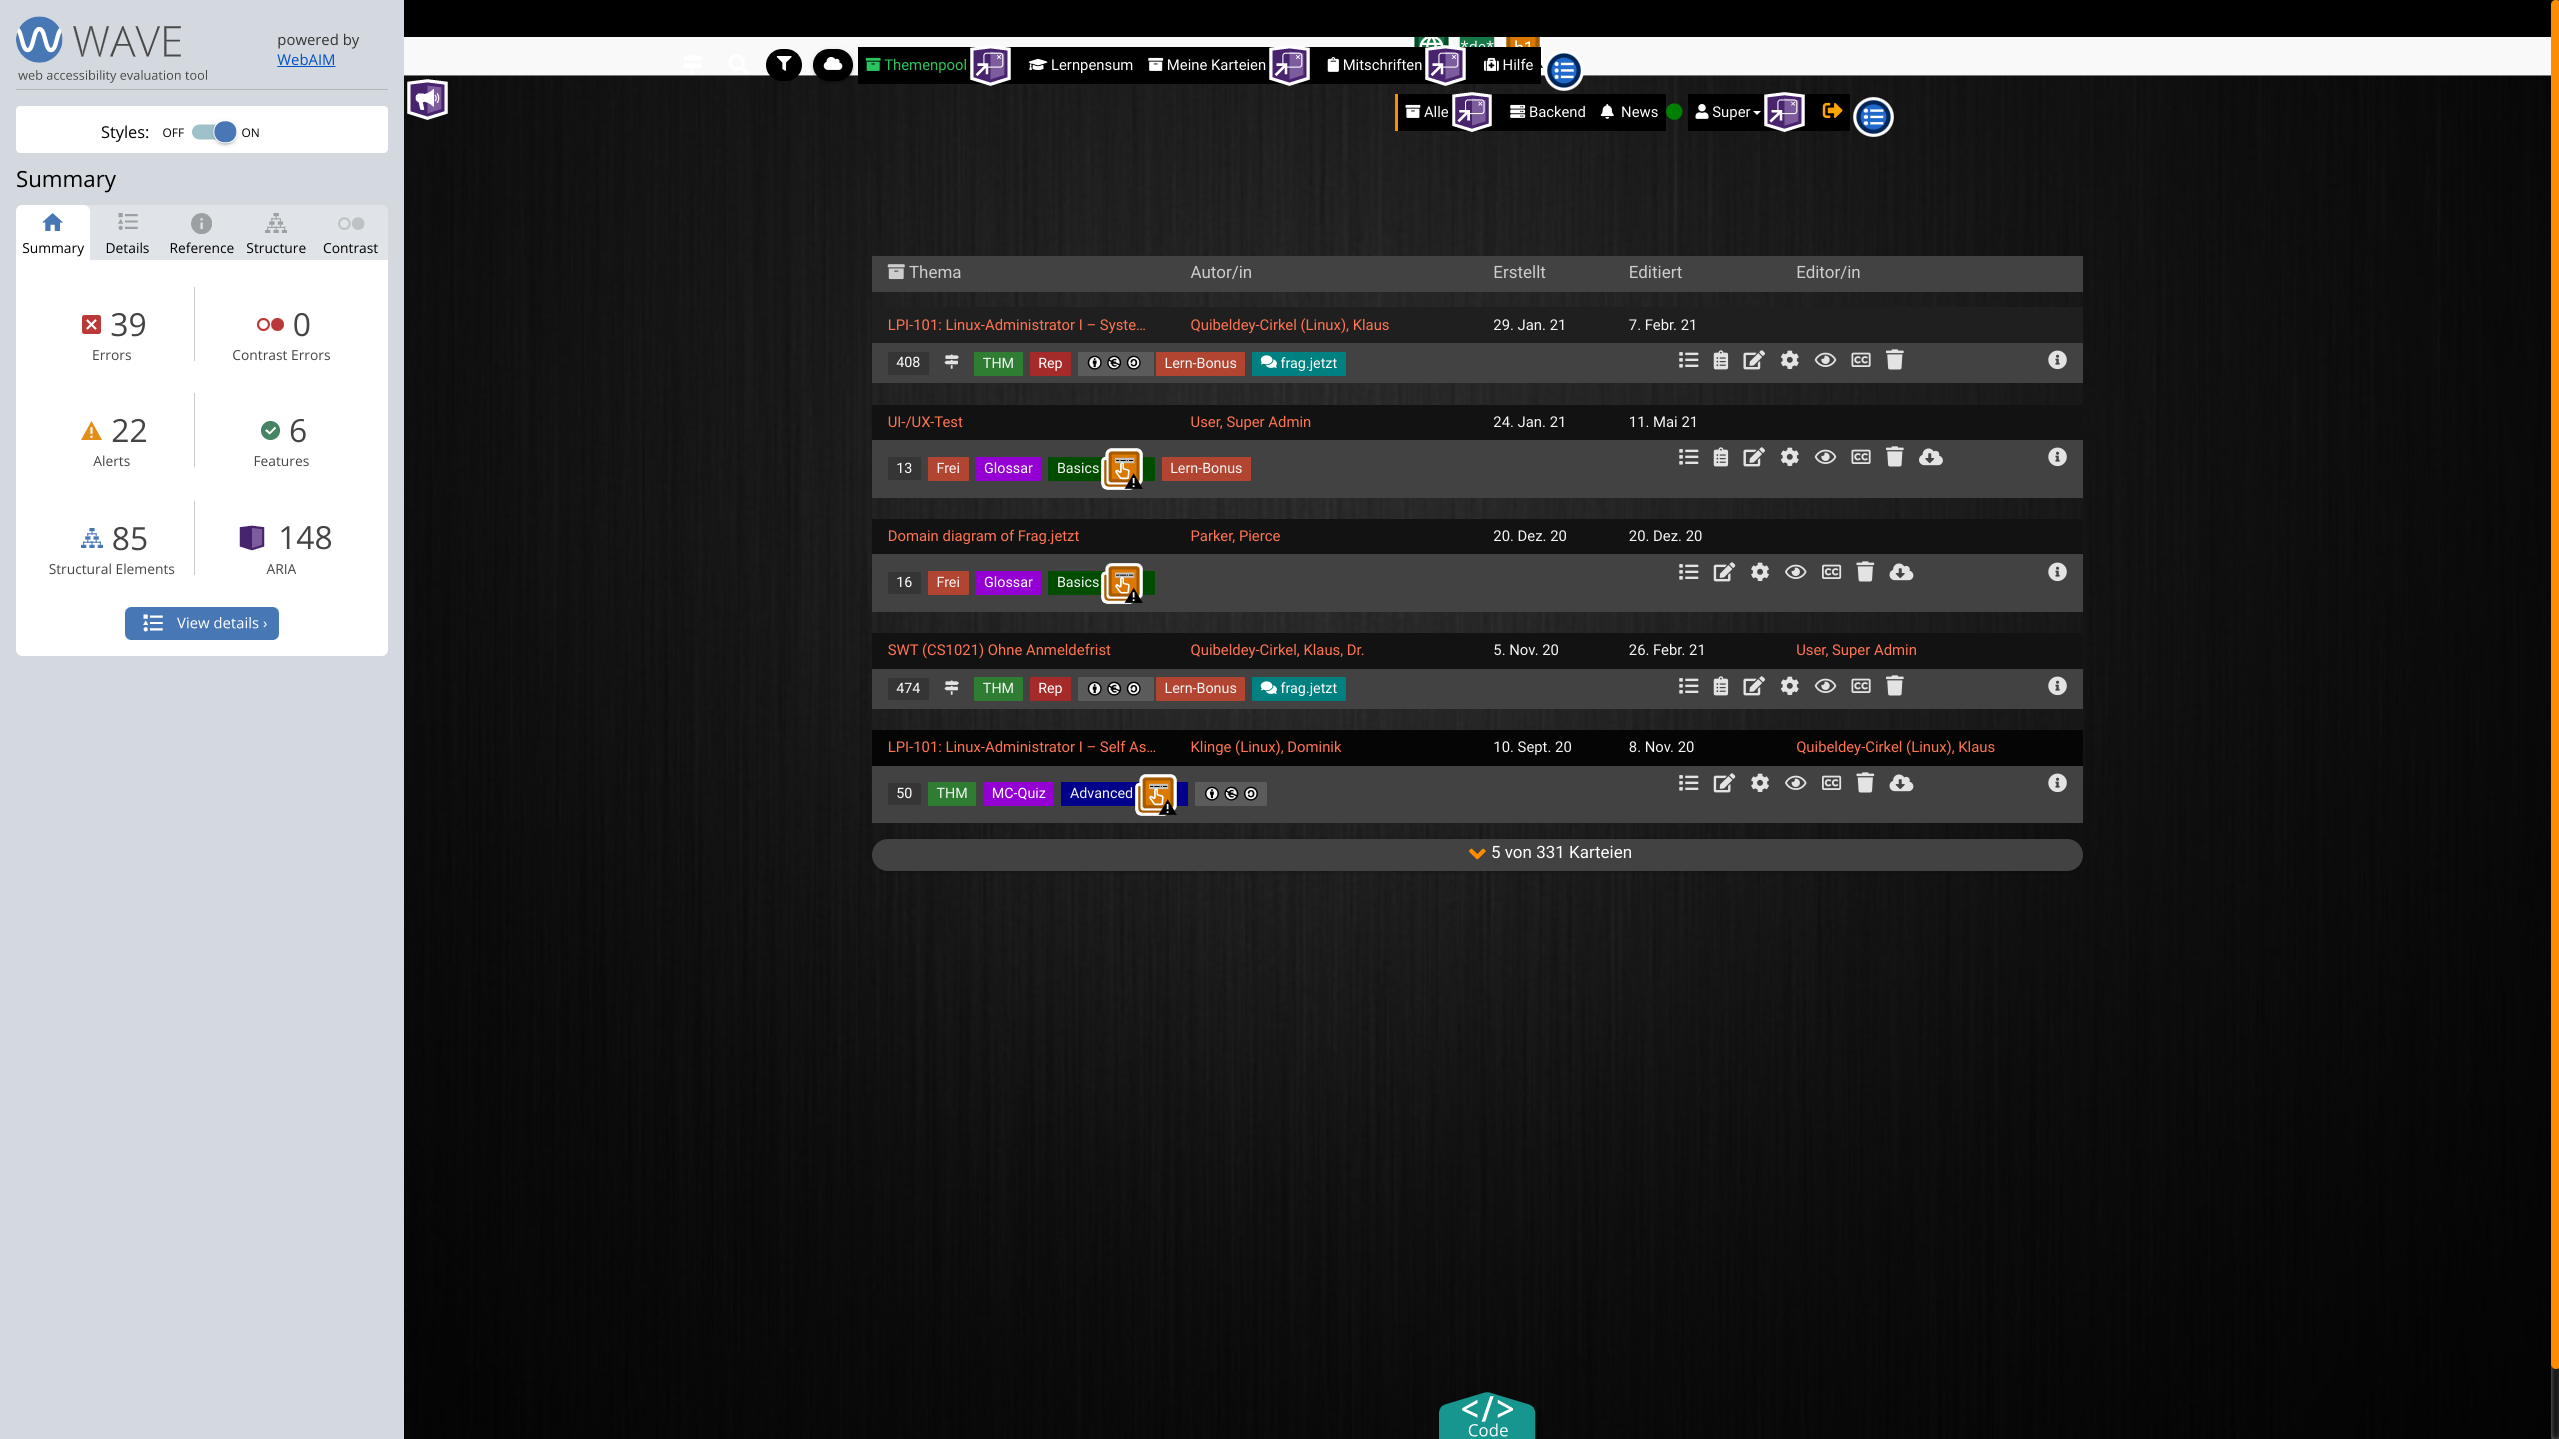 WAVE
web accessibility evaluation tool
powered by
WebAIM
Styles: OFF ON
Summary
Summary Details Reference Structure Contrast
39 Errors
0 Contrast Errors
22 Alerts
6 Features
85 Structural Elements
148 ARIA
View details ›
*de* b1
Themenpool Lernpensum Meine Karteien Mitschriften Hilfe
Alle Backend News Super
Thema Autor/in Erstellt Editiert Editor/in
LPI-101: Linux-Administrator I – Syste... Quibeldey-Cirkel (Linux), Klaus 29. Jan. 21 7. Febr. 21
408 THM Rep Lern-Bonus frag.jetzt CC
UI-/UX-Test User, Super Admin 24. Jan. 21 11. Mai 21
13 Frei Glossar Basics Lern-Bonus CC
Domain diagram of Frag.jetzt Parker, Pierce 20. Dez. 20 20. Dez. 20
16 Frei Glossar Basics CC
SWT (CS1021) Ohne Anmeldefrist Quibeldey-Cirkel, Klaus, Dr. 5. Nov. 20 26. Febr. 21 User, Super Admin
474 THM Rep Lern-Bonus frag.jetzt CC
LPI-101: Linux-Administrator I – Self As... Klinge (Linux), Dominik 10. Sept. 20 8. Nov. 20 Quibeldey-Cirkel (Linux), Klaus
50 THM MC-Quiz Advanced CC
5 von 331 Karteien
</>
Code